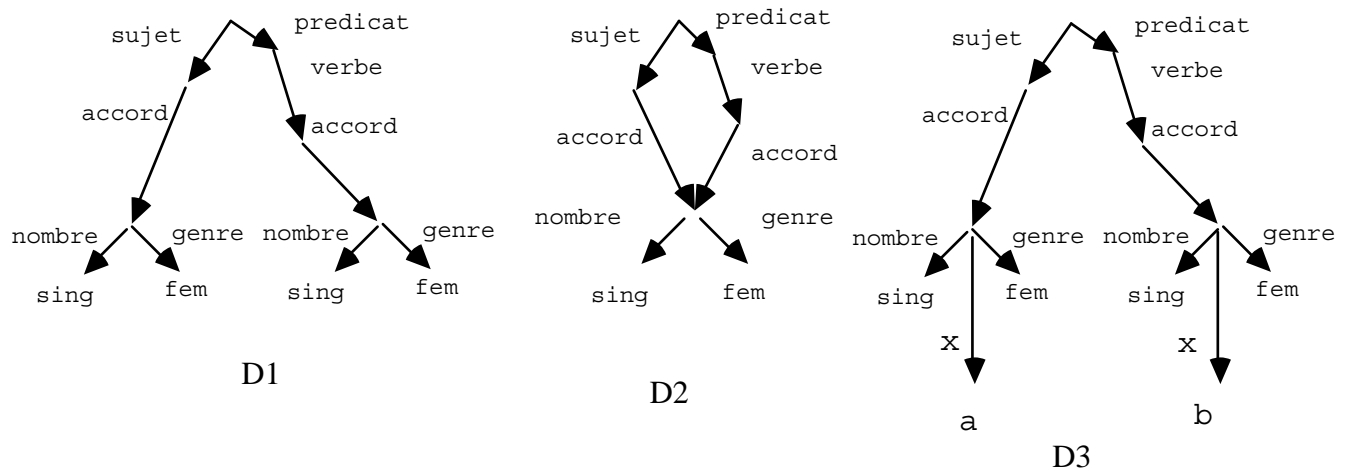 sujet
predicat
verbe
accord
accord
nombre
genre
nombre
genre
sing
fem
sing
fem
D1
sujet
predicat
verbe
accord
accord
nombre
genre
sing
fem
D2
sujet
predicat
verbe
accord
accord
nombre
genre
nombre
genre
sing
fem
sing
fem
x
x
a
b
D3